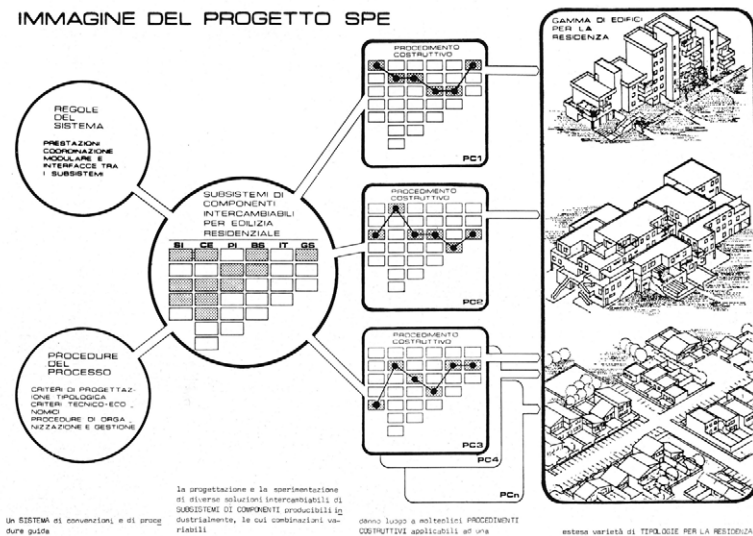 IMMAGINE DEL PROGETTO SPE
REGOLE
DEL
SISTEMA
PRESTAZIONI
COORDINAZIONE
MODULARE E
INTERFACCE TRA
I SUBSISTEMI
SUBSISTEMI DI
COMPONENTI
INTERCAMBIABILI
PER EDILIZIA
RESIDENZIALE
SI CE PI BS IT GS
PROCEDURE
DEL
PROCESSO
CRITERI DI PROGETTAZ-
IONE TIPOLOGICA
CRITERI TECNICO-ECO_
NOMICI
PROCEDURE DI ORGA_
NIZZAZIONE E GESTIONE
PROCEDIMENTO
COSTRUTTIVO
PC1
PROCEDIMENTO
COSTRUTTIVO
PC2
PROCEDIMENTO
COSTRUTTIVO
PC3
PC4
PCn
GAMMA DI EDIFICI
PER LA
RESIDENZA
Un SISTEMA di convenzioni e di proce
dure guida
la progettazione e la sperimentazione
di diverse soluzioni intercambiabili di
SUBSISTEMI DI COMPONENTI producibili in
dustrialmente, le cui combinazioni va-
riabili
danno luogo a molteplici PROCEDIMENTI
COSTRUTTIVI applicabili ad una
estesa varietà di TIPOLOGIE PER LA RESIDENZA